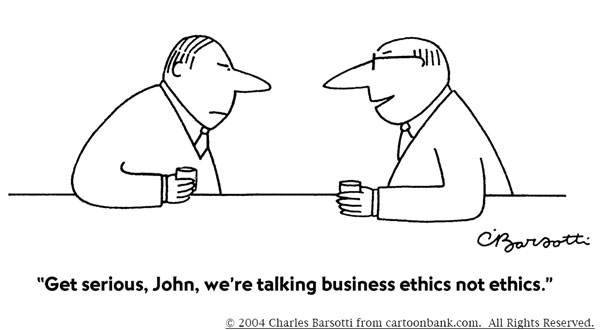 C. Barsotti
"Get serious, John, we're talking business ethics not ethics."
© 2004 Charles Barsotti from cartoonbank.com. All Rights Reserved.